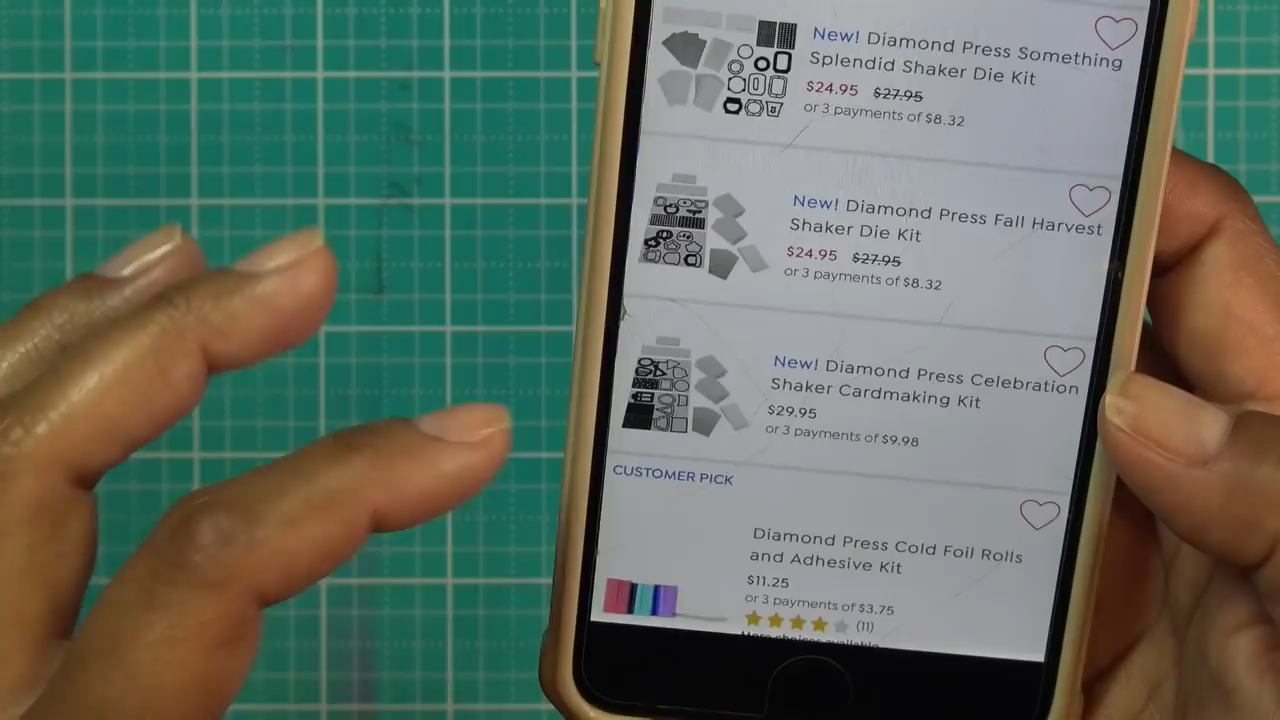 New! Diamond Press Something
Splendid Shaker Die Kit
$24.95 $27.95
or 3 payments of $8.32
New! Diamond Press Fall Harvest
Shaker Die Kit
$24.95 $27.95
or 3 payments of $8.32
New! Diamond Press Celebration
Shaker Cardmaking Kit
$29.95
or 3 payments of $9.98
CUSTOMER PICK
Diamond Press Cold Foil Rolls
and Adhesive Kit
$11.25
or 3 payments of $3.75
(11)
More choices available